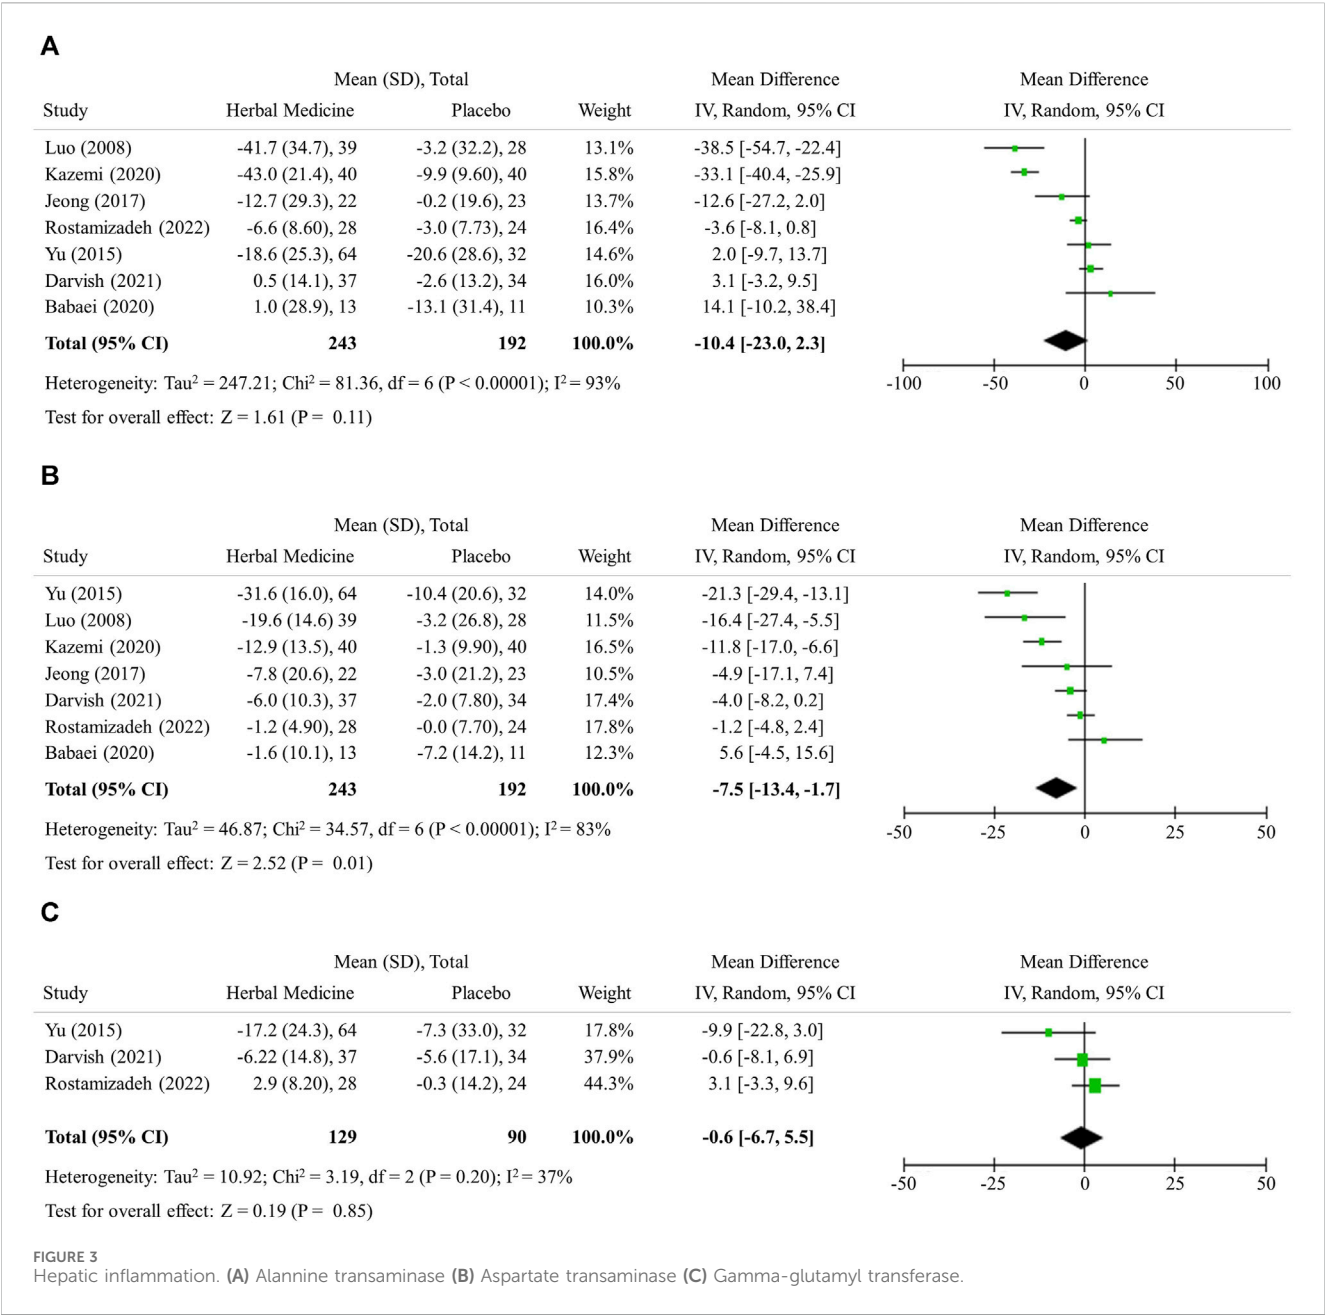 A
Mean (SD), Total Mean Difference Mean Difference
Study Herbal Medicine Placebo Weight IV, Random, 95% CI IV, Random, 95% CI
Luo (2008) -41.7 (34.7), 39 -3.2 (32.2), 28 13.1% -38.5 [-54.7, -22.4]
Kazemi (2020) -43.0 (21.4), 40 -9.9 (9.60), 40 15.8% -33.1 [-40.4, -25.9]
Jeong (2017) -12.7 (29.3), 22 -0.2 (19.6), 23 13.7% -12.6 [-27.2, 2.0]
Rostamizadeh (2022) -6.6 (8.60), 28 -3.0 (7.73), 24 16.4% -3.6 [-8.1, 0.8]
Yu (2015) -18.6 (25.3), 64 -20.6 (28.6), 32 14.6% 2.0 [-9.7, 13.7]
Darvish (2021) 0.5 (14.1), 37 -2.6 (13.2), 34 16.0% 3.1 [-3.2, 9.5]
Babaei (2020) 1.0 (28.9), 13 -13.1 (31.4), 11 10.3% 14.1 [-10.2, 38.4]
Total (95% CI) 243 192 100.0% -10.4 [-23.0, 2.3]
Heterogeneity: Tau² = 247.21; Chi² = 81.36, df = 6 (P < 0.00001); I² = 93%
-100 -50 0 50 100
Test for overall effect: Z = 1.61 (P = 0.11)
B
Mean (SD), Total Mean Difference Mean Difference
Study Herbal Medicine Placebo Weight IV, Random, 95% CI IV, Random, 95% CI
Yu (2015) -31.6 (16.0), 64 -10.4 (20.6), 32 14.0% -21.3 [-29.4, -13.1]
Luo (2008) -19.6 (14.6) 39 -3.2 (26.8), 28 11.5% -16.4 [-27.4, -5.5]
Kazemi (2020) -12.9 (13.5), 40 -1.3 (9.90), 40 16.5% -11.8 [-17.0, -6.6]
Jeong (2017) -7.8 (20.6), 22 -3.0 (21.2), 23 10.5% -4.9 [-17.1, 7.4]
Darvish (2021) -6.0 (10.3), 37 -2.0 (7.80), 34 17.4% -4.0 [-8.2, 0.2]
Rostamizadeh (2022) -1.2 (4.90), 28 -0.0 (7.70), 24 17.8% -1.2 [-4.8, 2.4]
Babaei (2020) -1.6 (10.1), 13 -7.2 (14.2), 11 12.3% 5.6 [-4.5, 15.6]
Total (95% CI) 243 192 100.0% -7.5 [-13.4, -1.7]
Heterogeneity: Tau² = 46.87; Chi² = 34.57, df = 6 (P < 0.00001); I² = 83%
-50 -25 0 25 50
Test for overall effect: Z = 2.52 (P = 0.01)
C
Mean (SD), Total Mean Difference Mean Difference
Study Herbal Medicine Placebo Weight IV, Random, 95% CI IV, Random, 95% CI
Yu (2015) -17.2 (24.3), 64 -7.3 (33.0), 32 17.8% -9.9 [-22.8, 3.0]
Darvish (2021) -6.22 (14.8), 37 -5.6 (17.1), 34 37.9% -0.6 [-8.1, 6.9]
Rostamizadeh (2022) 2.9 (8.20), 28 -0.3 (14.2), 24 44.3% 3.1 [-3.3, 9.6]
Total (95% CI) 129 90 100.0% -0.6 [-6.7, 5.5]
Heterogeneity: Tau² = 10.92; Chi² = 3.19, df = 2 (P = 0.20); I² = 37%
-50 -25 0 25 50
Test for overall effect: Z = 0.19 (P = 0.85)
FIGURE 3
Hepatic inflammation. (A) Alannine transaminase (B) Aspartate transaminase (C) Gamma-glutamyl transferase.